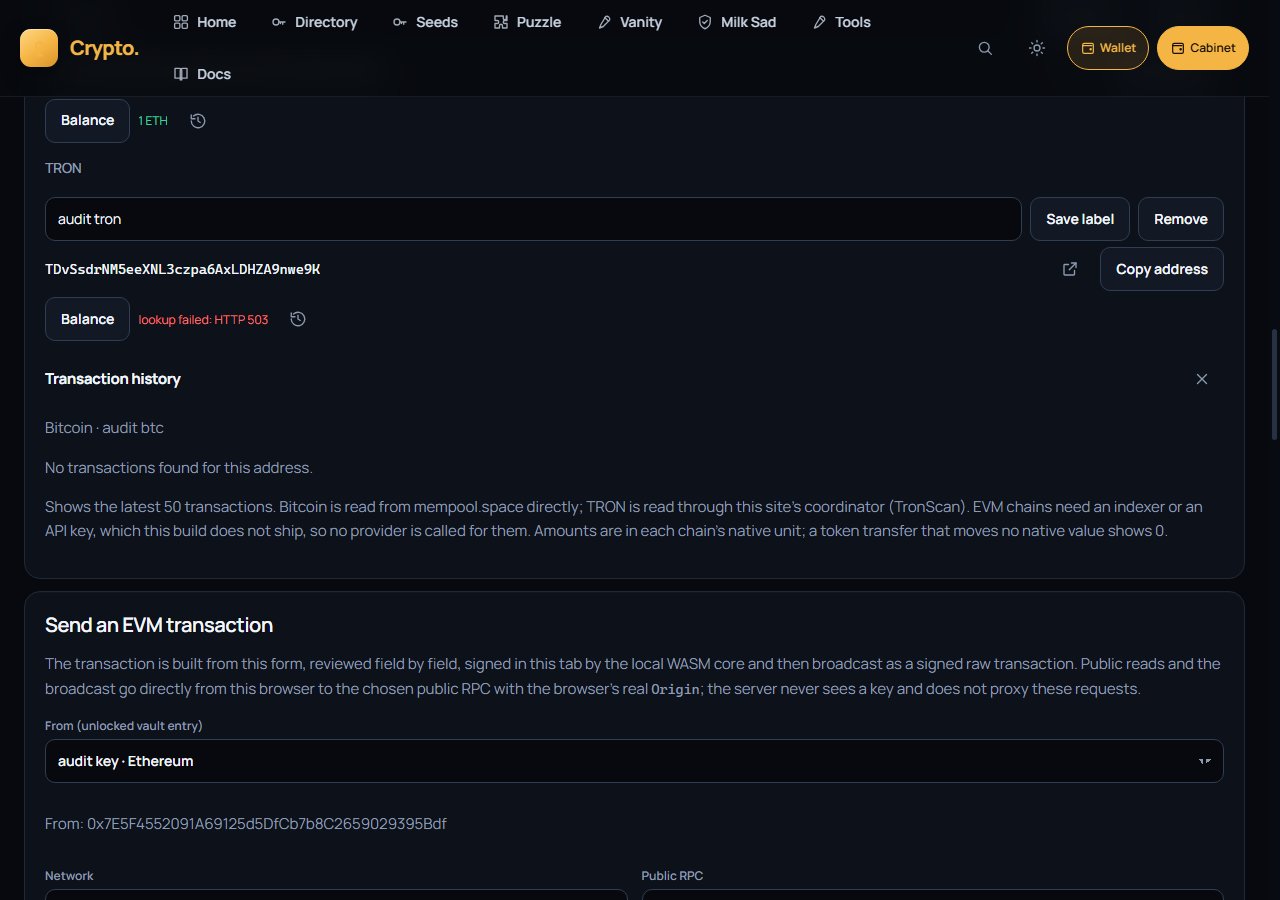 Crypto.
Home
Directory
Seeds
Puzzle
Vanity
Milk Sad
Tools
Docs
Wallet
Cabinet
Balance
1 ETH
TRON
audit tron
Save label
Remove
TDvSsdrNM5eeXNL3czpa6AxLDHZA9nwe9K
Copy address
Balance
lookup failed: HTTP 503
Transaction history
Bitcoin · audit btc
No transactions found for this address.
Shows the latest 50 transactions. Bitcoin is read from mempool.space directly; TRON is read through this site's coordinator (TronScan). EVM chains need an indexer or an
API key, which this build does not ship, so no provider is called for them. Amounts are in each chain's native unit; a token transfer that moves no native value shows 0.
Send an EVM transaction
The transaction is built from this form, reviewed field by field, signed in this tab by the local WASM core and then broadcast as a signed raw transaction. Public reads and the
broadcast go directly from this browser to the chosen public RPC with the browser's real Origin; the server never sees a key and does not proxy these requests.
From (unlocked vault entry)
audit key · Ethereum
From: 0x7E5F4552091A69125d5DfCb7b8C2659029395Bdf
Network
Public RPC